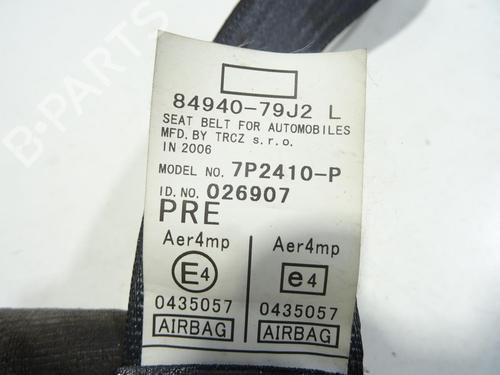 84940-79J2 L
SEAT BELT FOR AUTOMOBILES
MFD. BY TRCZ s.r.o.
IN 2006
MODEL NO. 7P2410-P
ID. NO. 026907
PRE
Aer4mp Aer4mp
E4 e4
0435057 0435057
AIRBAG AIRBAG
B-PARTS